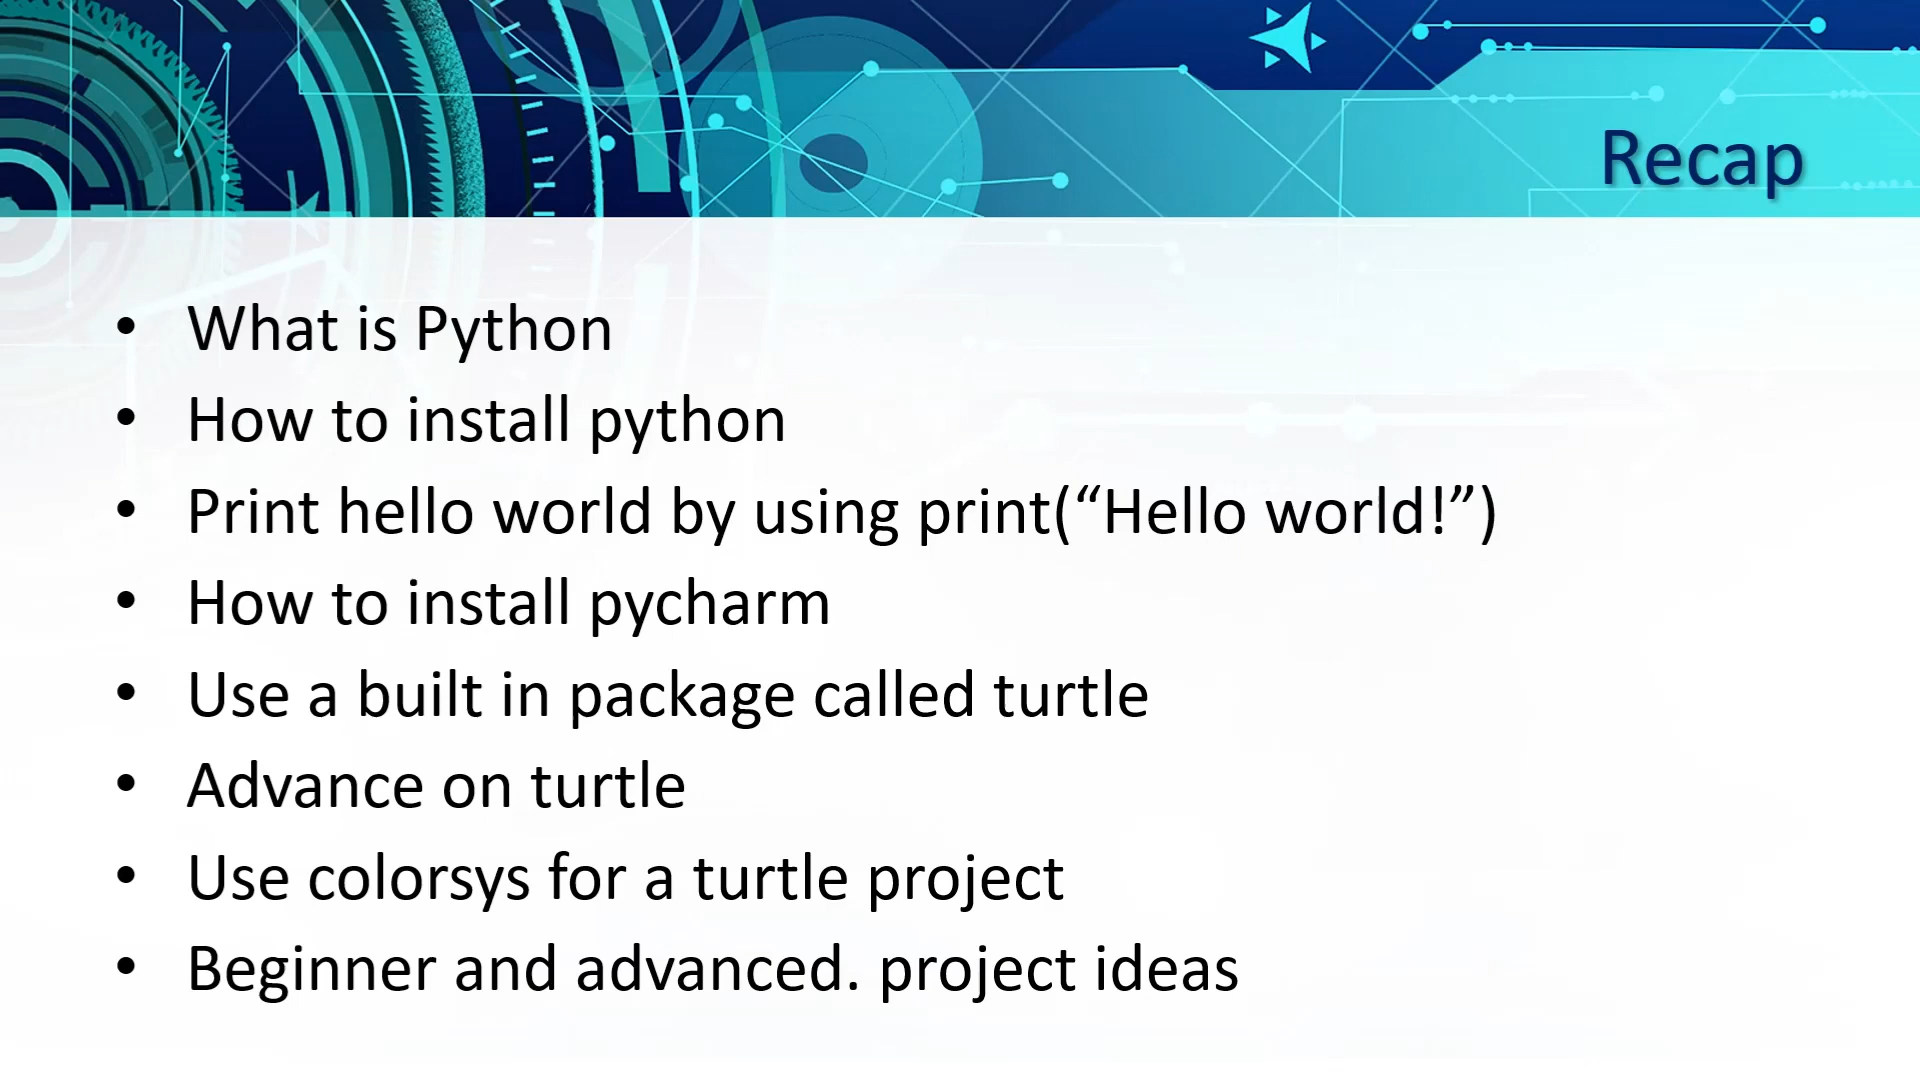 Recap
• What is Python
• How to install python
• Print hello world by using print(“Hello world!”)
• How to install pycharm
• Use a built in package called turtle
• Advance on turtle
• Use colorsys for a turtle project
• Beginner and advanced. project ideas